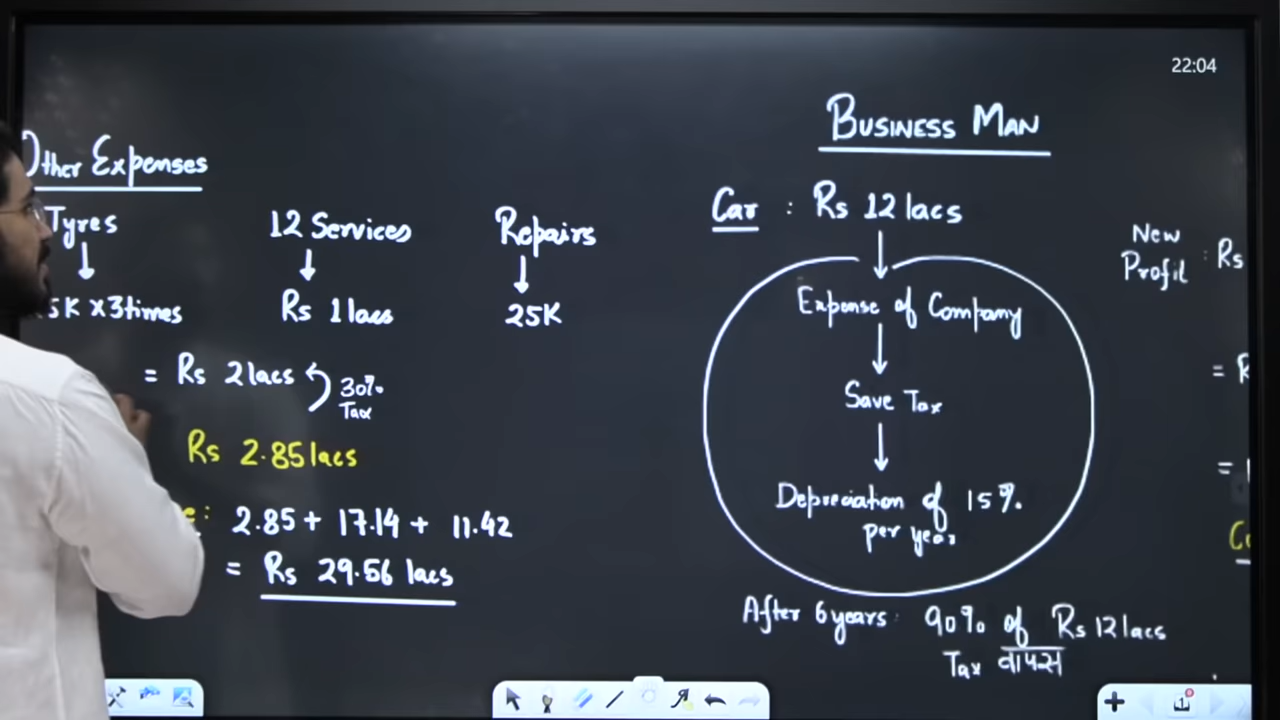 22:04
Other Expenses
Tyres
5K x3times
12 Services
Rs 1 lacs
Repairs
25K
= Rs 2 lacs
30%
Tax
Rs 2.85 lacs
e: 2.85 + 17.14 + 11.42
= Rs 29.56 lacs
BUSINESS MAN
Car : Rs 12 lacs
Expense of Company
Save Tax
Depreciation of 15%
per year
After 6 years: 90% of Rs 12 lacs
Tax वापस
New
Profit : Rs
= R
=
Co